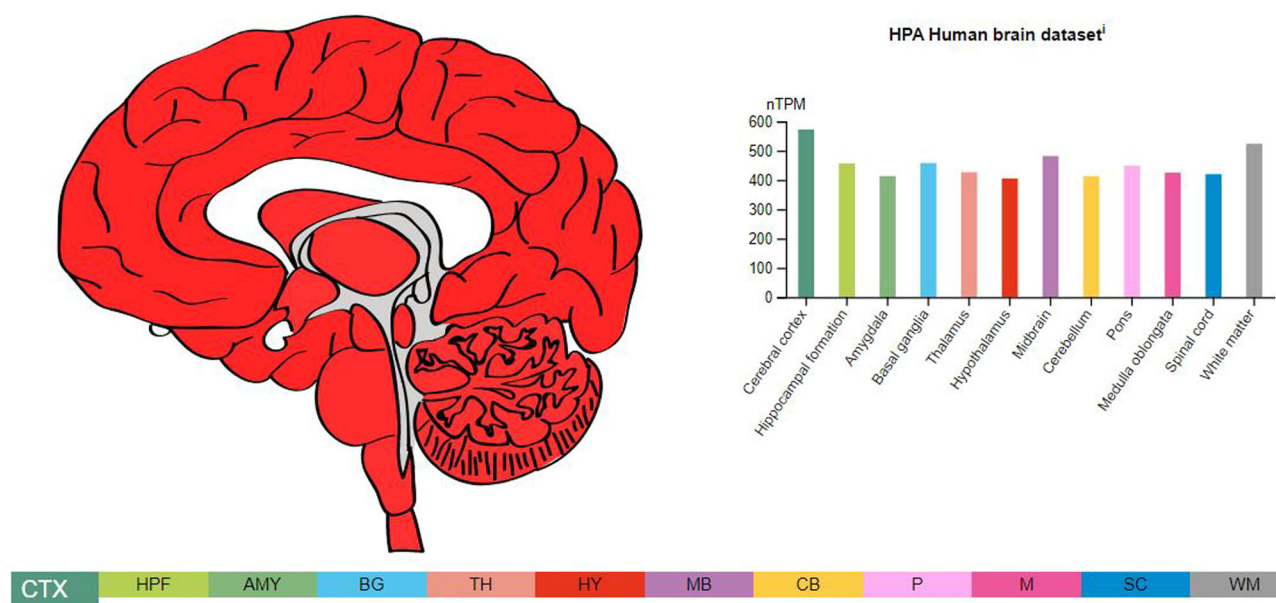 HPA Human brain datasetⁱ
nTPM
600
500
400
300
200
100
0
Cerebral cortex
Hippocampal formation
Amygdala
Basal ganglia
Thalamus
Hypothalamus
Midbrain
Cerebellum
Pons
Medulla oblongata
Spinal cord
White matter
CTX HPF AMY BG TH HY MB CB P M SC WM